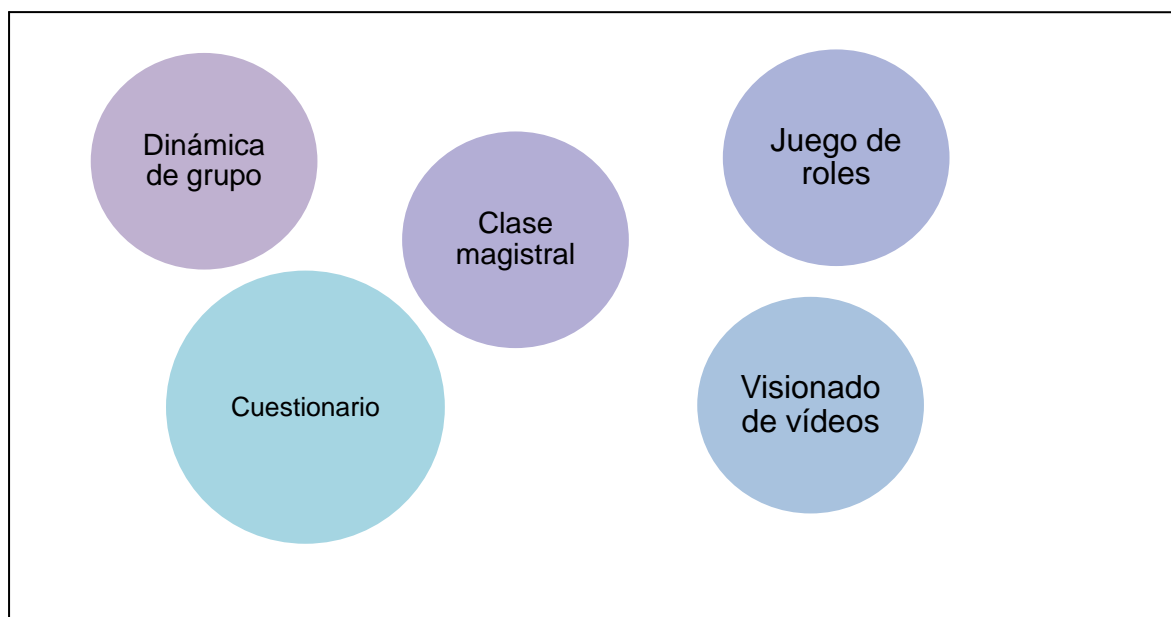 Dinámica
de grupo
Clase
magistral
Juego de
roles
Cuestionario
Visionado
de vídeos